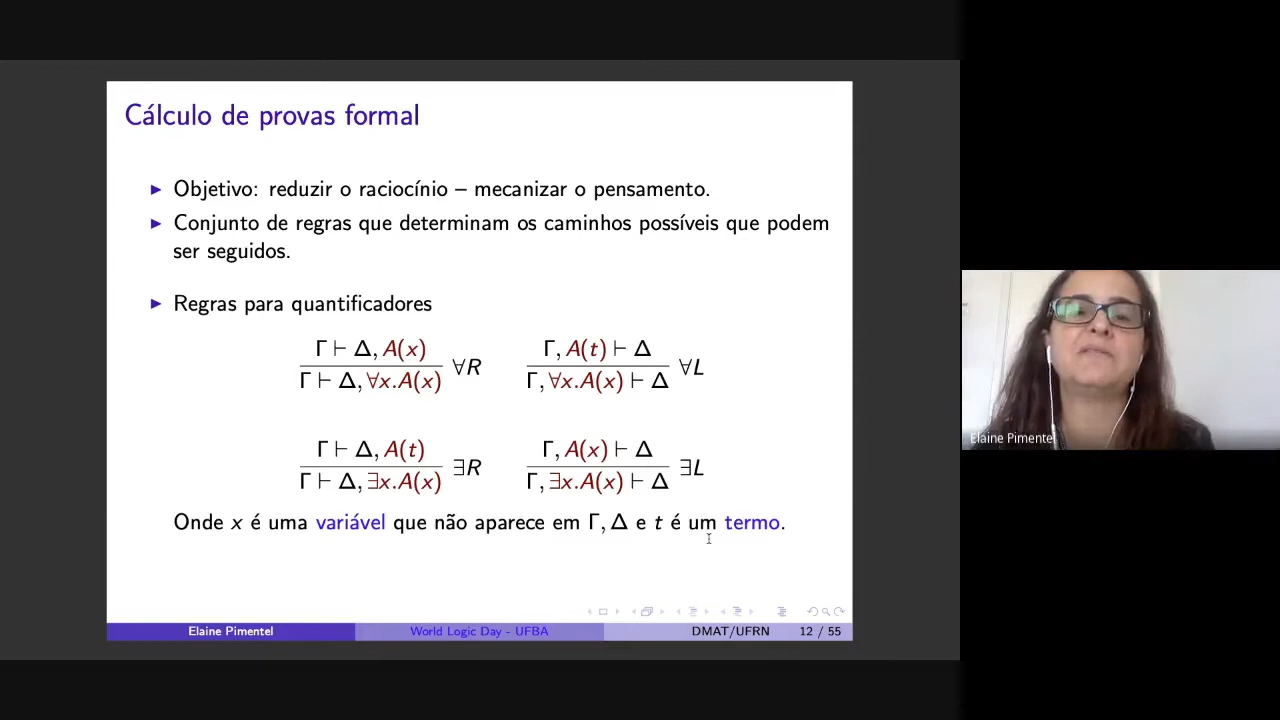 Cálculo de provas formal
▶ Objetivo: reduzir o raciocínio – mecanizar o pensamento.
▶ Conjunto de regras que determinam os caminhos possíveis que podem
ser seguidos.
▶ Regras para quantificadores
Γ ⊢ Δ, A(x)
Γ ⊢ Δ, ∀x.A(x) ∀R
Γ, A(t) ⊢ Δ
Γ, ∀x.A(x) ⊢ Δ ∀L
Γ ⊢ Δ, A(t)
Γ ⊢ Δ, ∃x.A(x) ∃R
Γ, A(x) ⊢ Δ
Γ, ∃x.A(x) ⊢ Δ ∃L
Onde x é uma variável que não aparece em Γ, Δ e t é um termo.
Elaine Pimentel
World Logic Day - UFBA
DMAT/UFRN
12 / 55
Elaine Pimentel